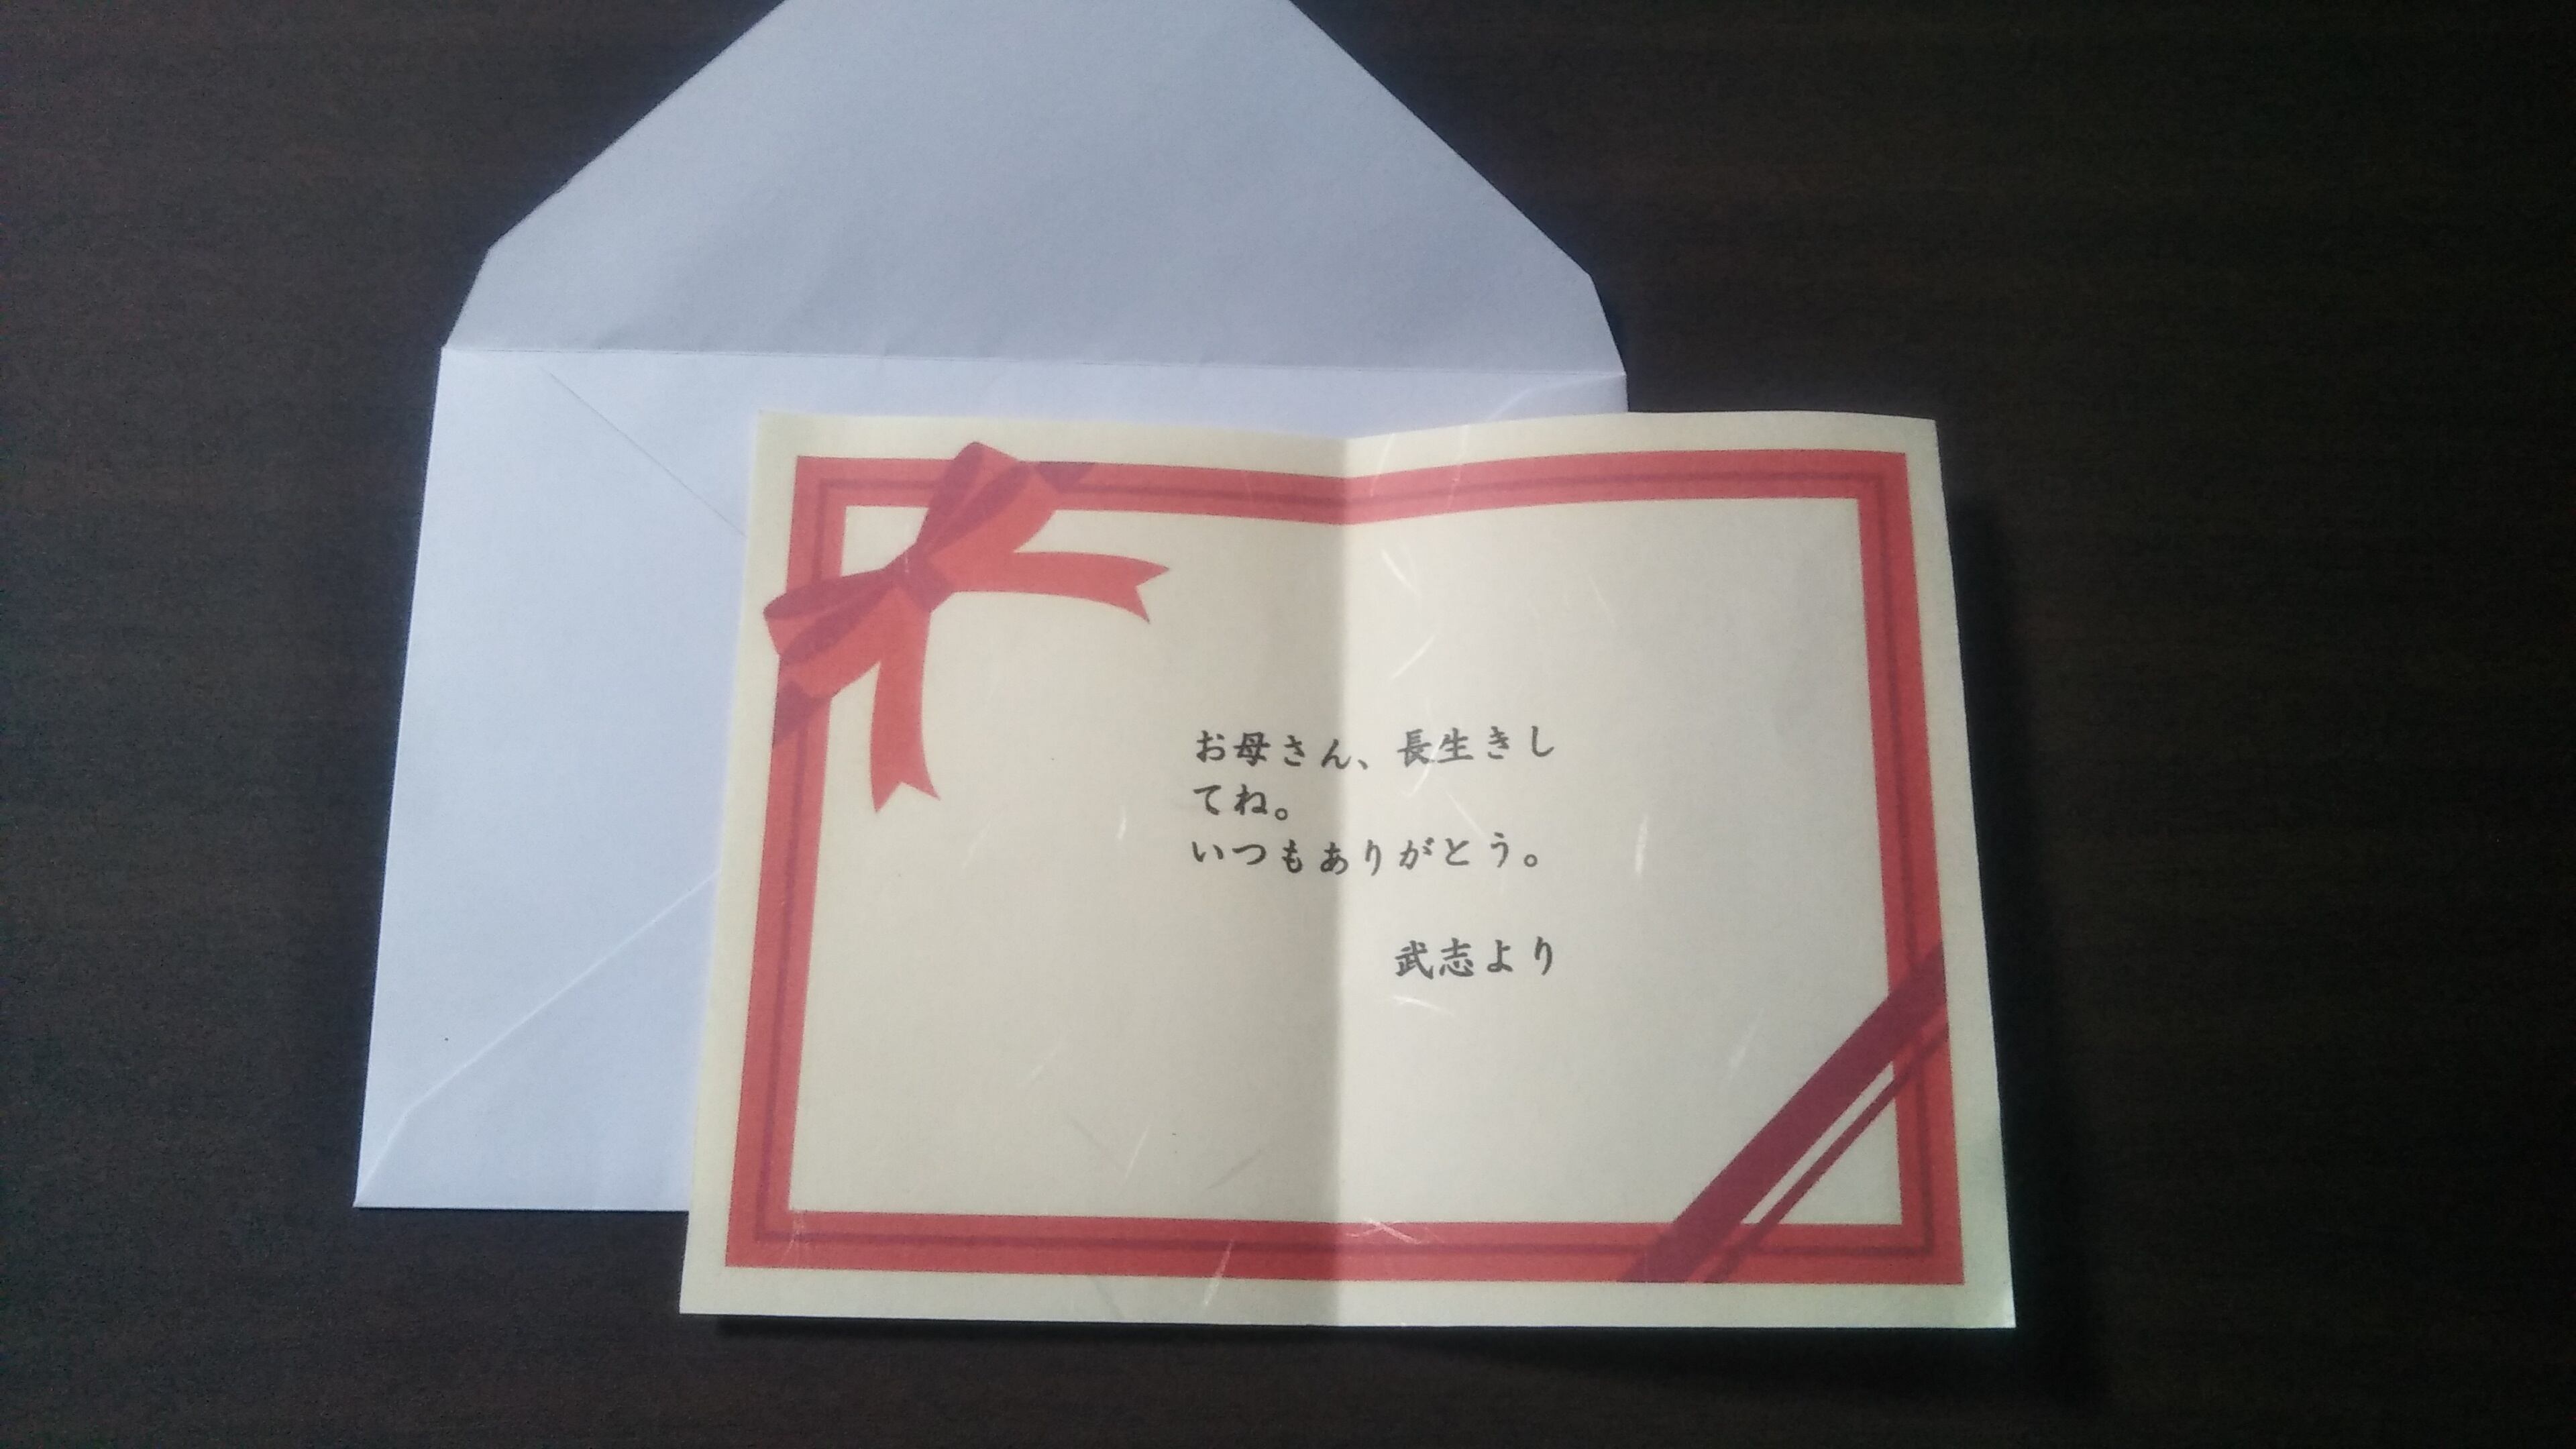 お母さん、長生きし
てね。
いつもありがとう。
武志より